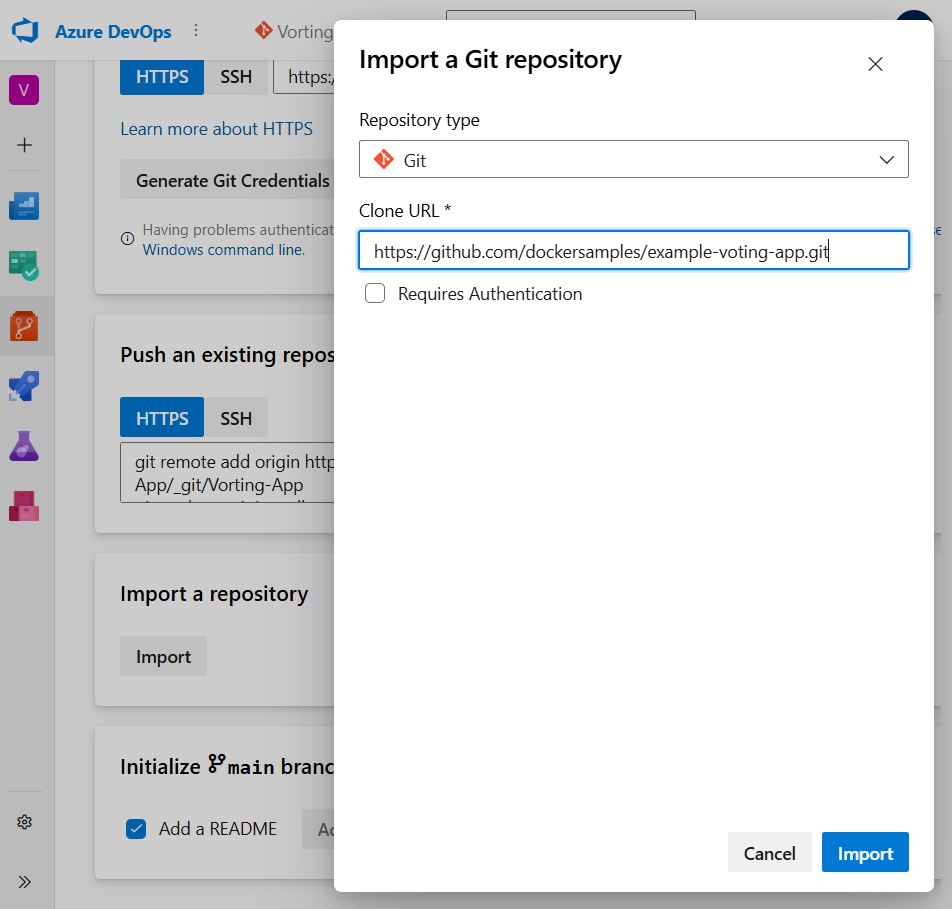 Azure DevOps
Vorting
V
HTTPS
SSH
https:/
Learn more about HTTPS
Generate Git Credentials
Having problems authenticat
Windows command line.
Push an existing repos
HTTPS
SSH
git remote add origin http
App/_git/Vorting-App
Import a repository
Import
Initialize main branc
Add a README
Import a Git repository
Repository type
Git
Clone URL *
https://github.com/dockersamples/example-voting-app.git
Requires Authentication
Cancel
Import